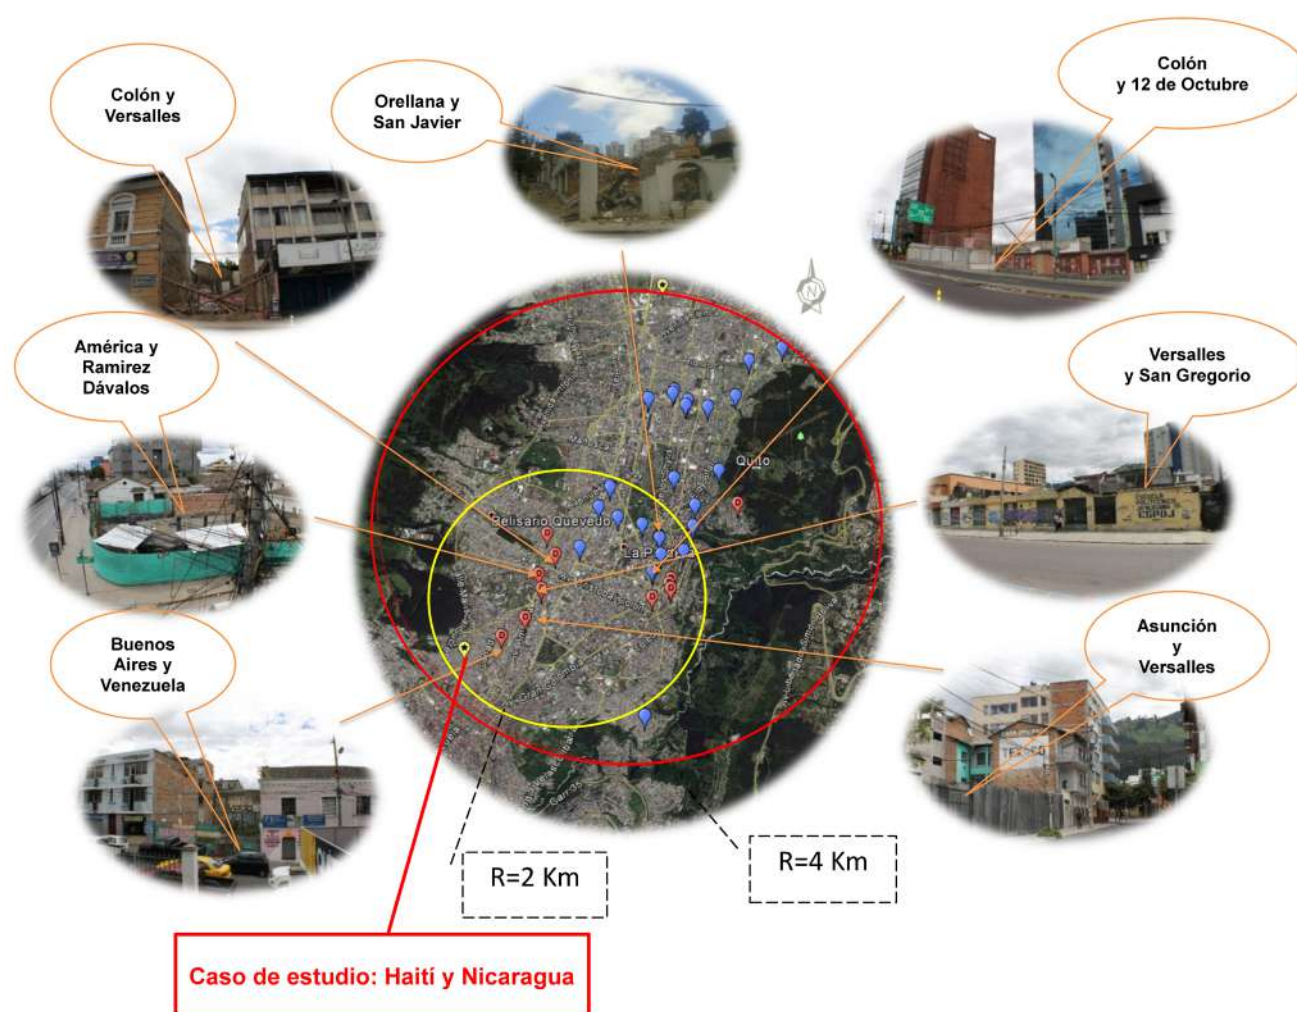 Colón y
Versalles
Orellana y
San Javier
Colón
y 12 de Octubre
América y
Ramirez
Dávalos
N
Versalles
y San Gregorio
Quito
Belisario Quevedo
Buenos
Aires y
Venezuela
Asunción
y
Versalles
R=2 Km
R=4 Km
Caso de estudio: Haití y Nicaragua